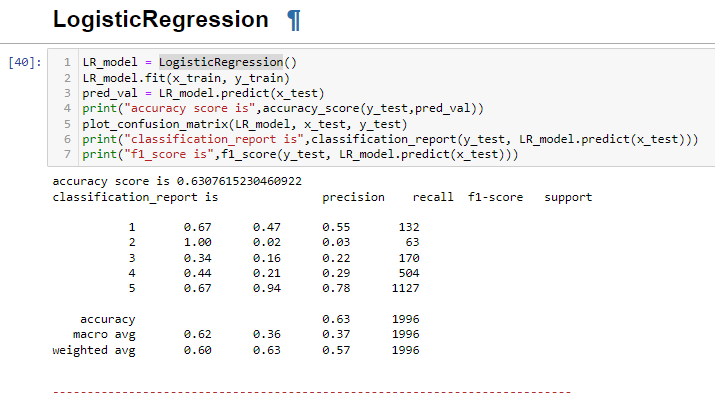 LogisticRegression ¶
[40]: 1 LR_model = LogisticRegression()
2 LR_model.fit(x_train, y_train)
3 pred_val = LR_model.predict(x_test)
4 print("accuracy score is",accuracy_score(y_test,pred_val))
5 plot_confusion_matrix(LR_model, x_test, y_test)
6 print("classification_report is",classification_report(y_test, LR_model.predict(x_test)))
7 print("f1_score is",f1_score(y_test, LR_model.predict(x_test)))
accuracy score is 0.6307615230460922
classification_report is precision recall f1-score support
1 0.67 0.47 0.55 132
2 1.00 0.02 0.03 63
3 0.34 0.16 0.22 170
4 0.44 0.21 0.29 504
5 0.67 0.94 0.78 1127
accuracy 0.63 1996
macro avg 0.62 0.36 0.37 1996
weighted avg 0.60 0.63 0.57 1996
---------------------------------------------------------------------------